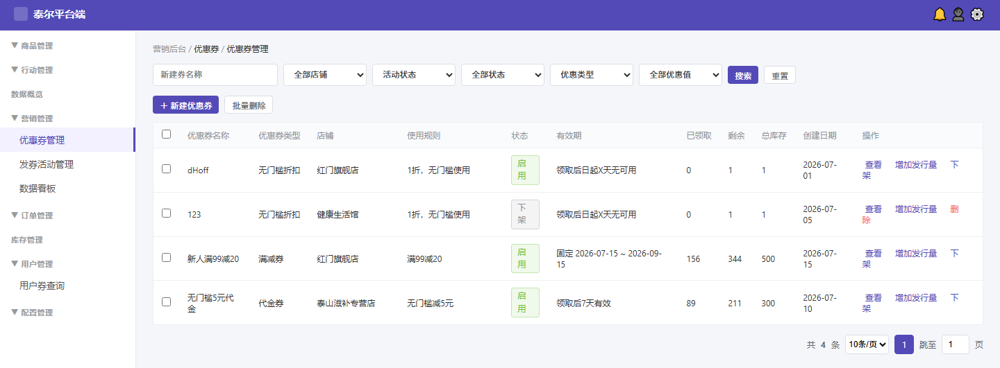 泰尔平台端
▼ 商品管理
▼ 行动管理
数据概览
▼ 营销管理
优惠券管理
发券活动管理
数据看板
▼ 订单管理
库存管理
▼ 用户管理
用户券查询
▼ 配置管理
营销后台 / 优惠券 / 优惠券管理
新建券名称 全部店铺 活动状态 全部状态 优惠类型 全部优惠值 搜索 重置
+ 新建优惠券 批量删除
优惠券名称 优惠券类型 店铺 使用规则 状态 有效期 已领取 剩余 总库存 创建日期 操作
dHoff 无门槛折扣 红门旗舰店 1折，无门槛使用 启用 领取后日起X天无可用 0 1 1 2026-07-01 查看 增加发行量 下架
123 无门槛折扣 健康生活馆 1折，无门槛使用 下架 领取后日起X天无可用 0 1 1 2026-07-05 查看 增加发行量 删除
新人满99减20 满减券 红门旗舰店 满99减20 启用 固定 2026-07-15 ~ 2026-09-15 156 344 500 2026-07-15 查看 增加发行量 下架
无门槛5元代金 代金券 泰山滋补专营店 无门槛减5元 启用 领取后7天有效 89 211 300 2026-07-10 查看 增加发行量 下架
共 4 条 10条/页 1 跳至 1 页